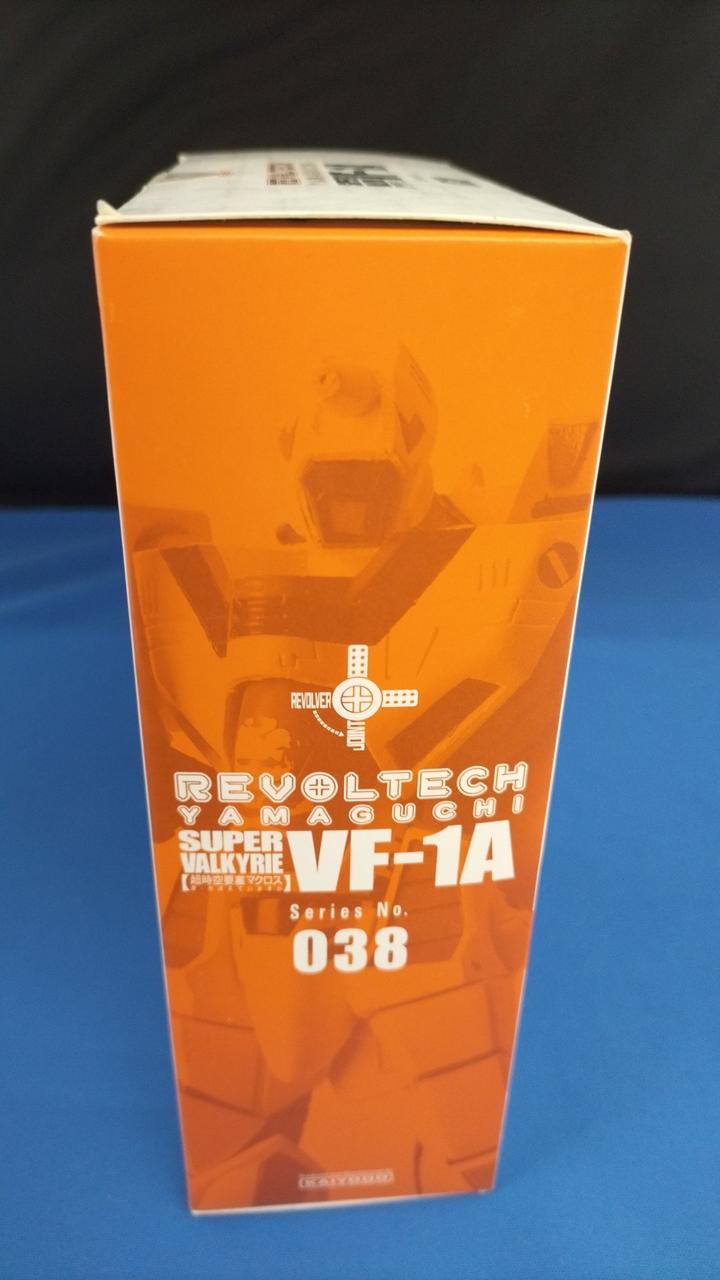 REVOLVER
JOINT
REVOLTECH
YAMAGUCHI
SUPER
VALKYRIE
VF-1A
【超時空要塞マクロス】
Series No.
038
KAIYODO